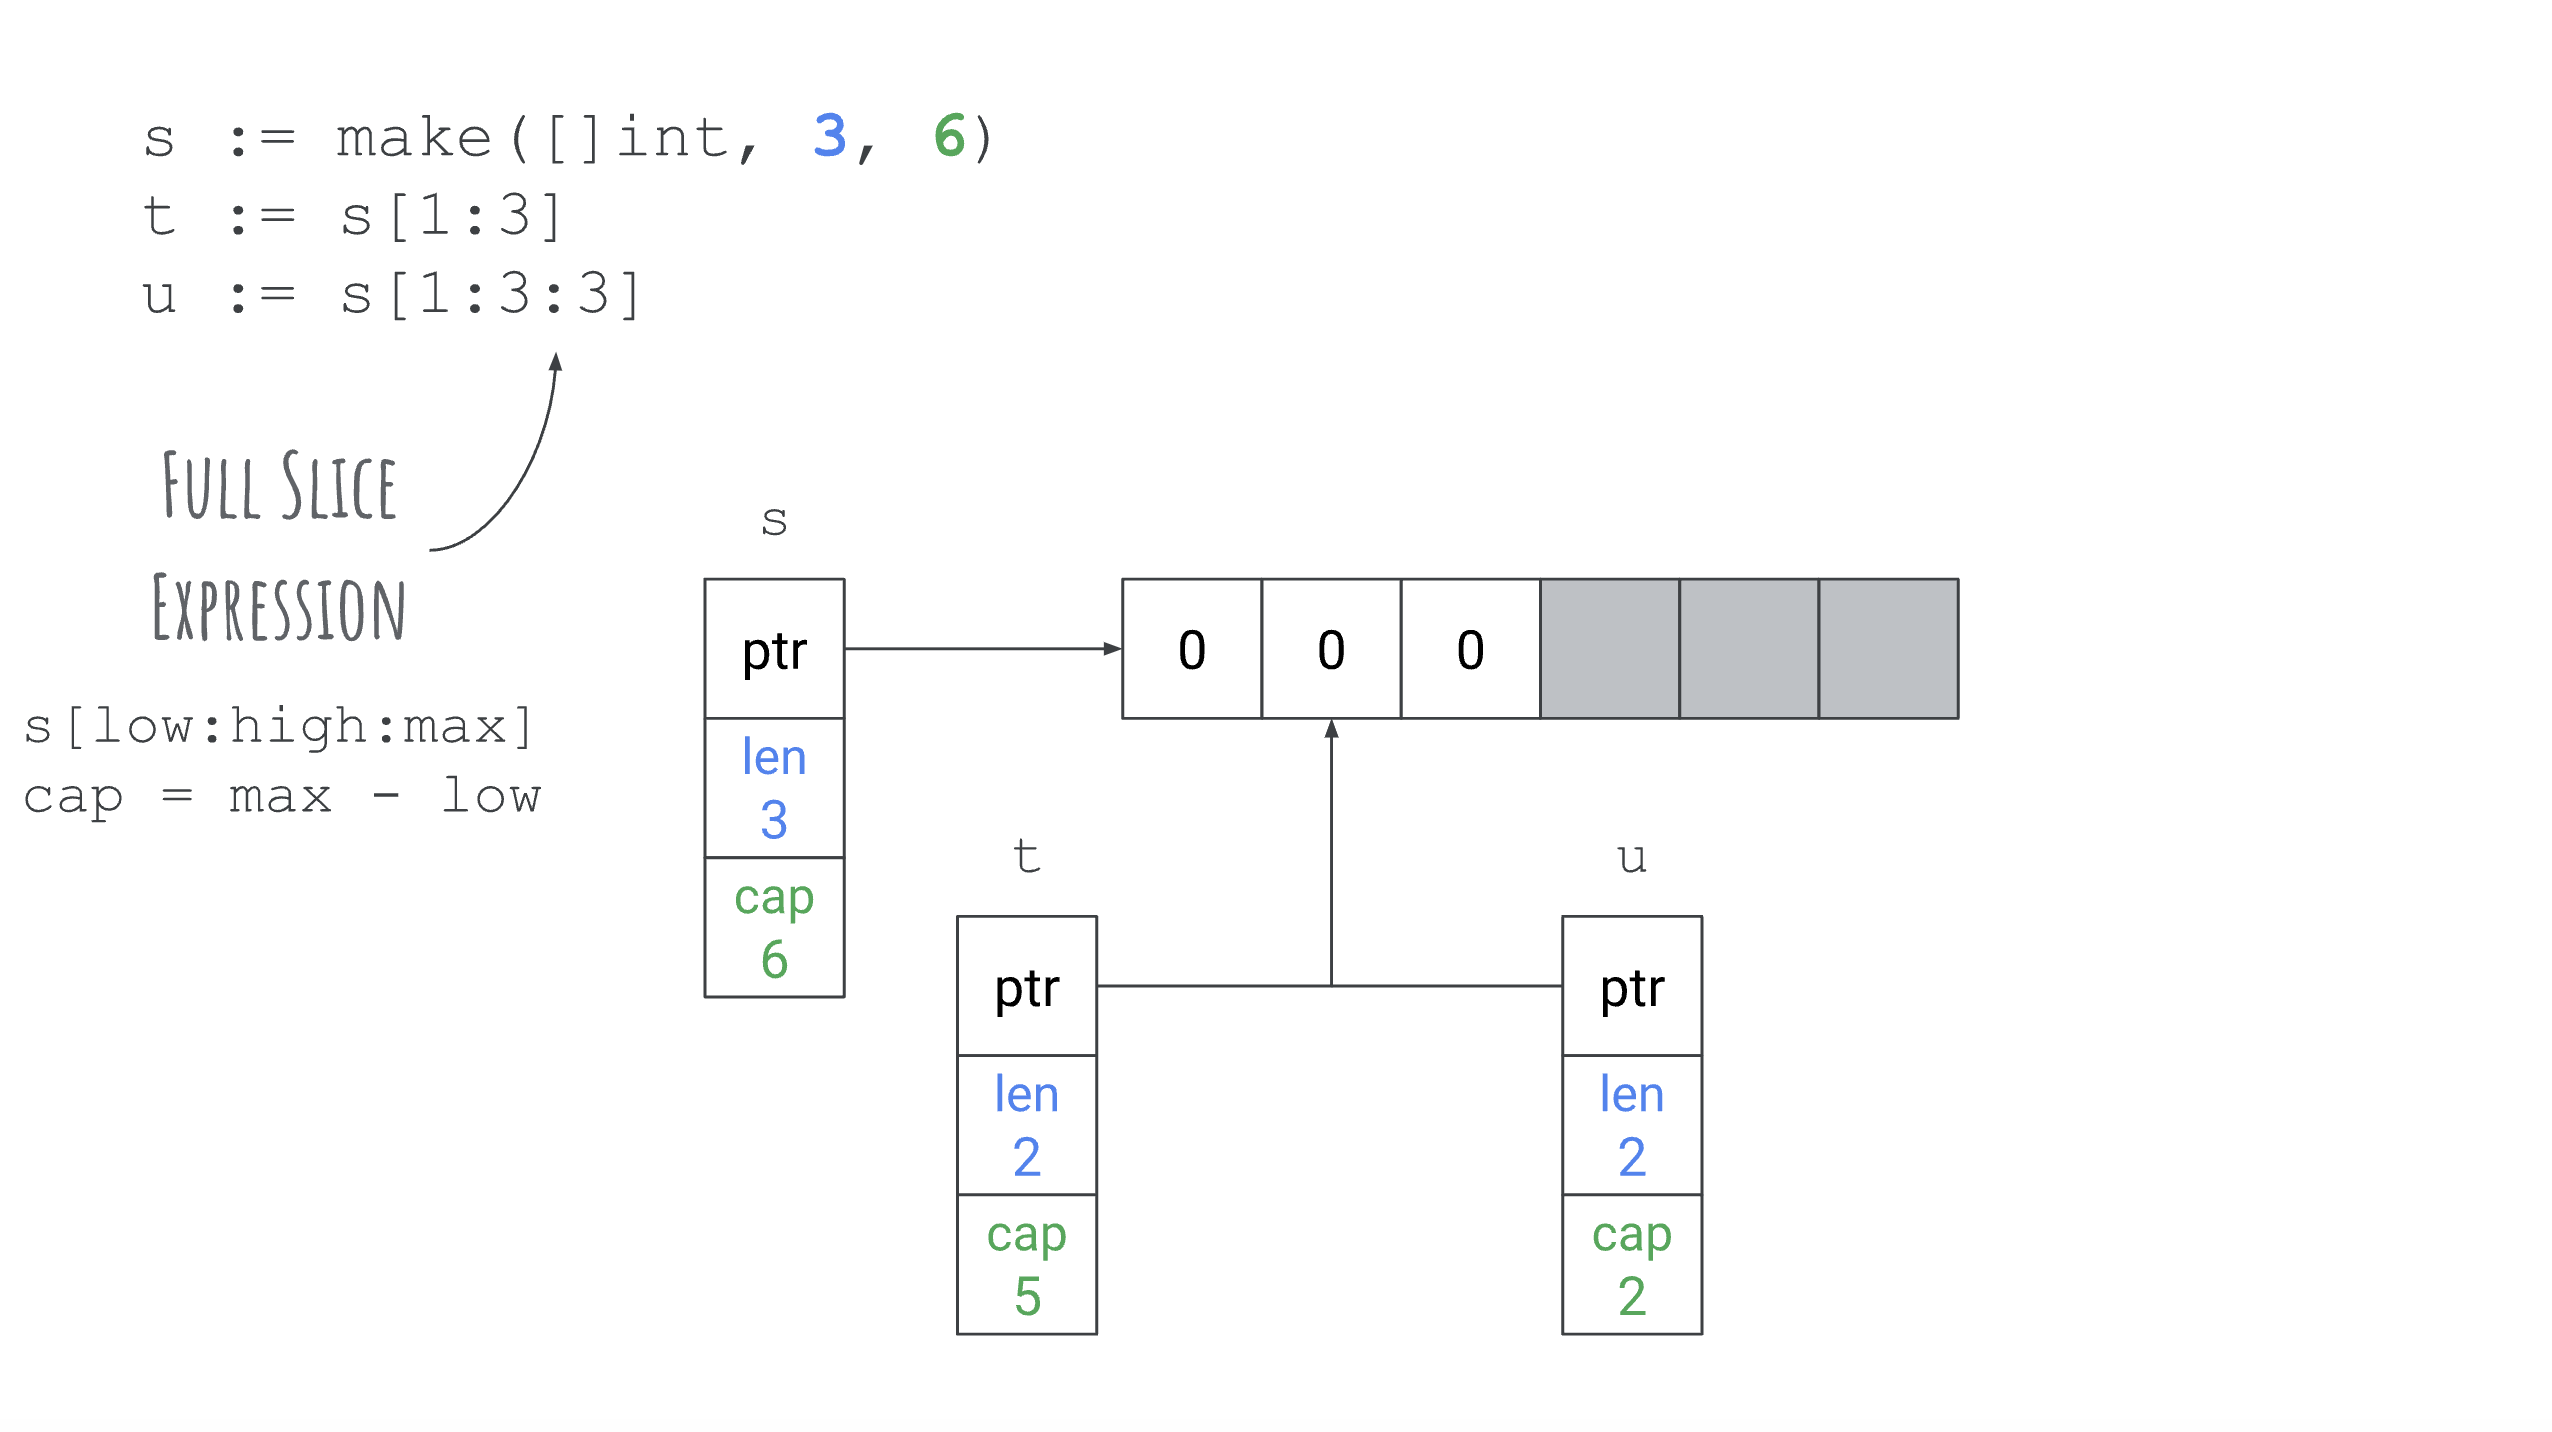 s := make([]int, 3, 6)
t := s[1:3]
u := s[1:3:3]
Full Slice
Expression
s[low:high:max]
cap = max - low
s
ptr
len
3
cap
6
0 0 0
t
ptr
len
2
cap
5
u
ptr
len
2
cap
2